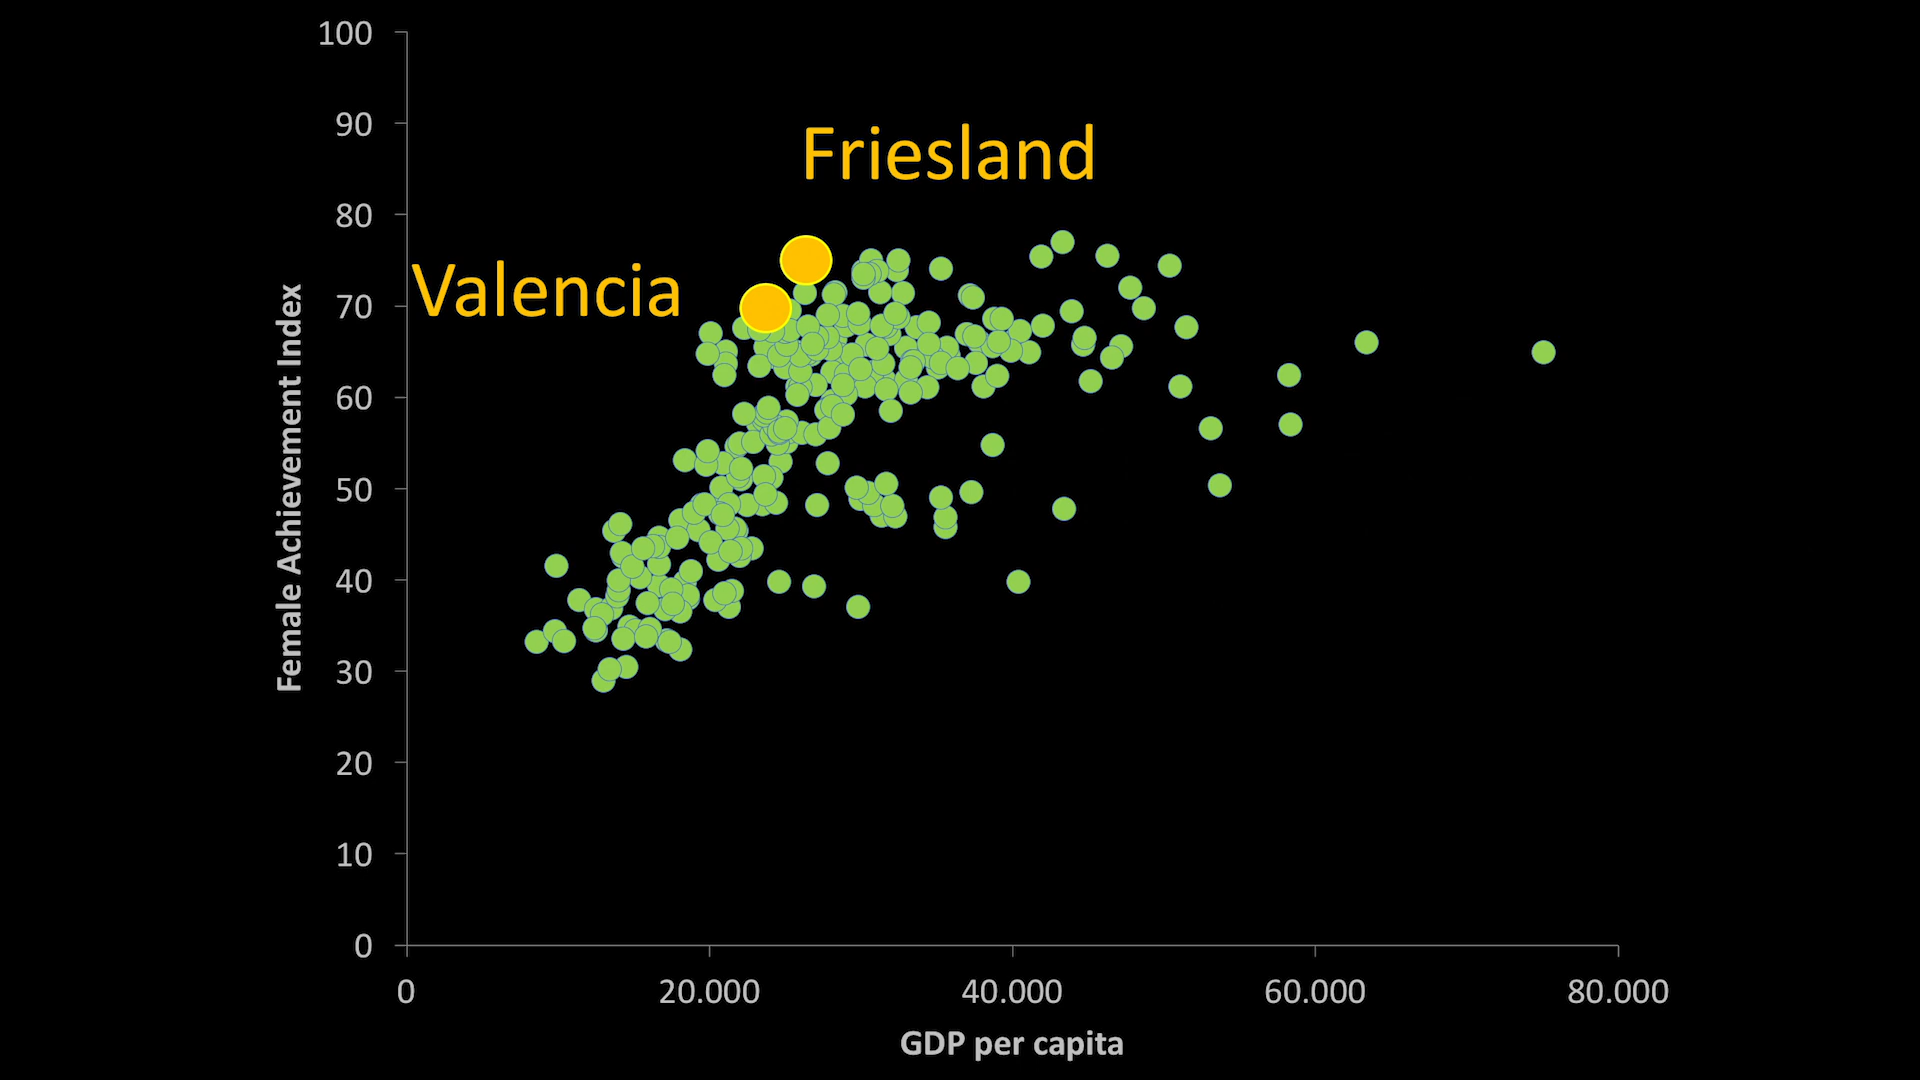 100
90
Friesland
80
Valencia
70
60
50
40
30
20
10
0
Female Achievement Index
0 20.000 40.000 60.000 80.000
GDP per capita